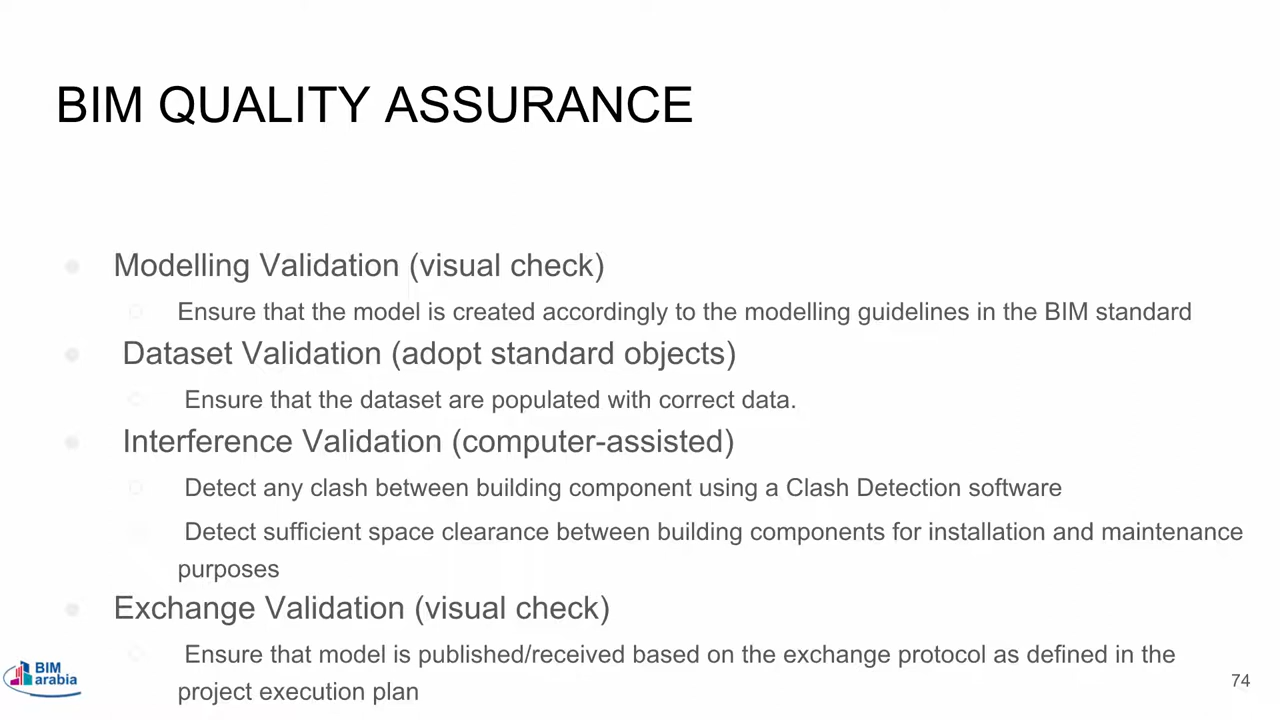 BIM QUALITY ASSURANCE
Modelling Validation (visual check)
Ensure that the model is created accordingly to the modelling guidelines in the BIM standard
Dataset Validation (adopt standard objects)
Ensure that the dataset are populated with correct data.
Interference Validation (computer-assisted)
Detect any clash between building component using a Clash Detection software
Detect sufficient space clearance between building components for installation and maintenance
purposes
Exchange Validation (visual check)
Ensure that model is published/received based on the exchange protocol as defined in the
project execution plan
BIM
arabia
74